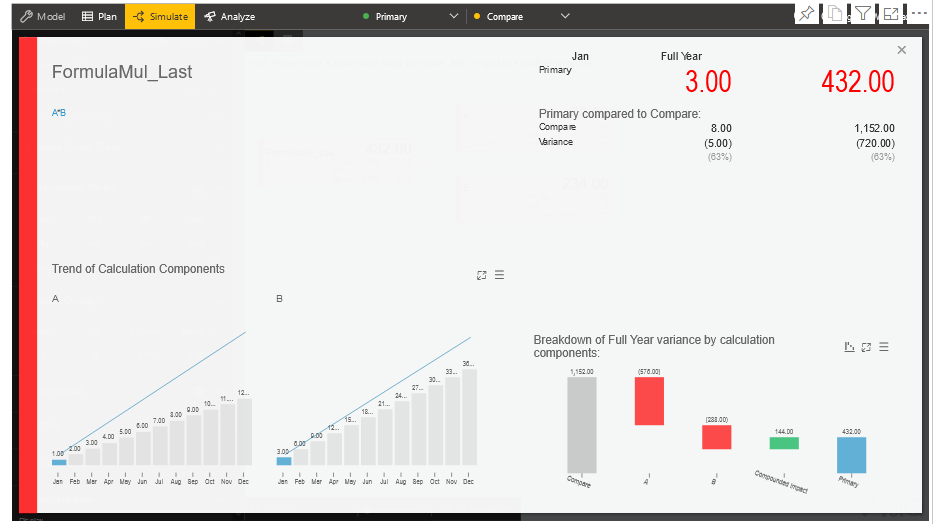 Model Plan Simulate Analyze Primary Compare
FormulaMul_Last
A*B
Jan Full Year
Primary
3.00 432.00
Primary compared to Compare:
Compare 8.00 1,152.00
Variance (5.00) (720.00)
(63%) (63%)
Trend of Calculation Components
A B
1.00 2.00 3.00 4.00 5.00 6.00 7.00 8.00 9.00 10... 11.... 12...
Jan Feb Mar Apr May Jun Jul Aug Sep Oct Nov Dec
3.00 6.00 9.00 12... 15... 18... 21... 24... 27... 30... 33... 36...
Jan Feb Mar Apr May Jun Jul Aug Sep Oct Nov Dec
Breakdown of Full Year variance by calculation
components:
1,152.00 (576.00) (288.00) 144.00 432.00
Compare A B Compounded Impact Primary